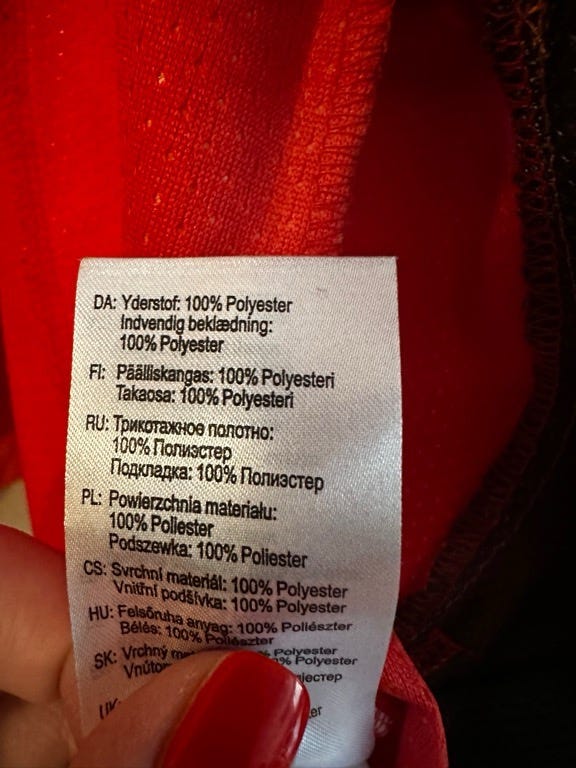 DA: Yderstof: 100% Polyester
Indvendig beklædning:
100% Polyester
FI: Päälliskangas: 100% Polyesteri
Takaosa: 100% Polyesteri
RU: Трикотажное полотно:
100% Полиэстер
Подкладка: 100% Полиэстер
PL: Powierzchnia materiału:
100% Poliester
Podszewka: 100% Poliester
CS: Svrchní materiál: 100% Polyester
Vnitřní podšívka: 100% Polyester
HU: Felsőruha anyag: 100% Poliészter
Bélés: 100% Poliészter
SK: Vrchný % Polyester
% Polyester